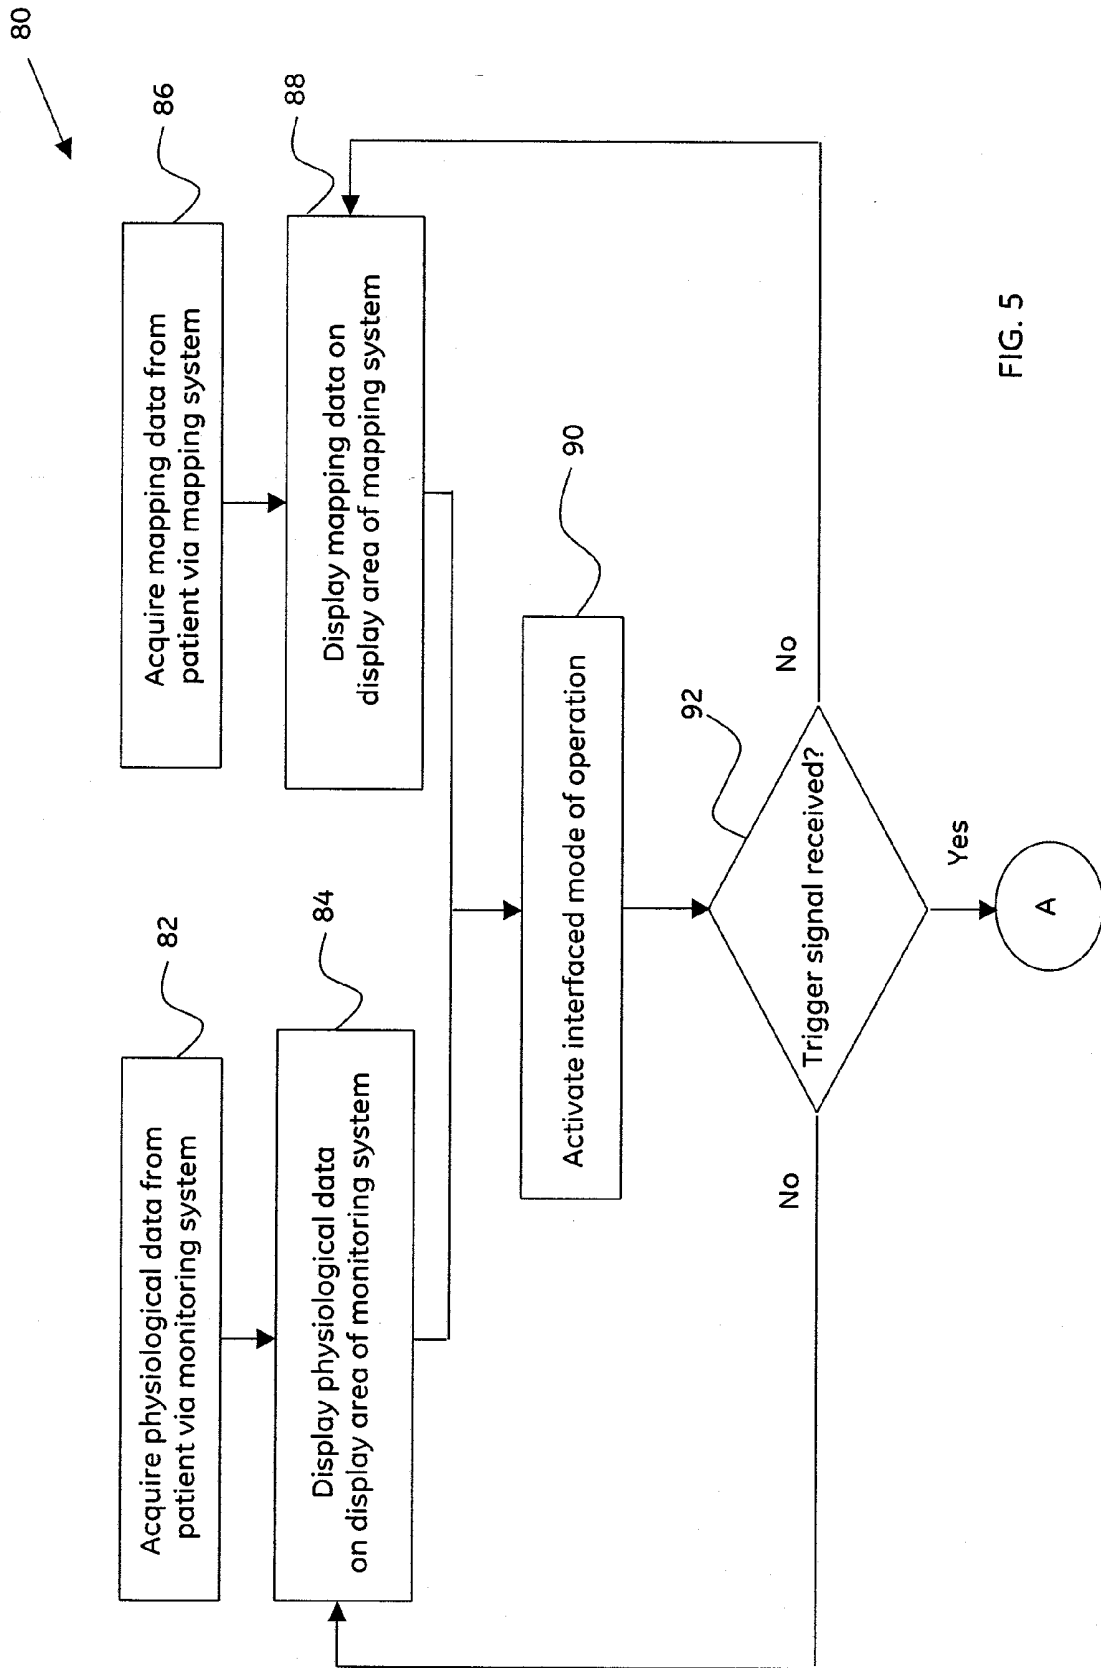 80
82
Acquire physiological data from
patient via monitoring system
86
Acquire mapping data from
patient via mapping system
84
Display physiological data
on display area of monitoring system
88
Display mapping data on
display area of mapping system
90
Activate interfaced mode of operation
92
Trigger signal received?
No
No
Yes
A
FIG. 5